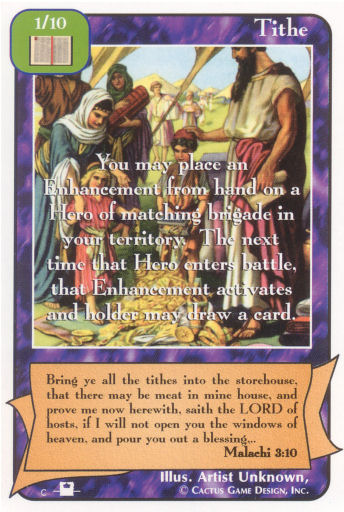 1/10
Tithe
You may place an
Enhancement from hand on a
Hero of matching brigade in
your territory. The next
time that Hero enters battle,
that Enhancement activates
and holder may draw a card.
Bring ye all the tithes into the storehouse,
that there may be meat in mine house, and
prove me now herewith, saith the LORD of
hosts, if I will not open you the windows of
heaven, and pour you out a blessing...
Malachi 3:10
C
Illus. Artist Unknown,
© Cactus Game Design, Inc.